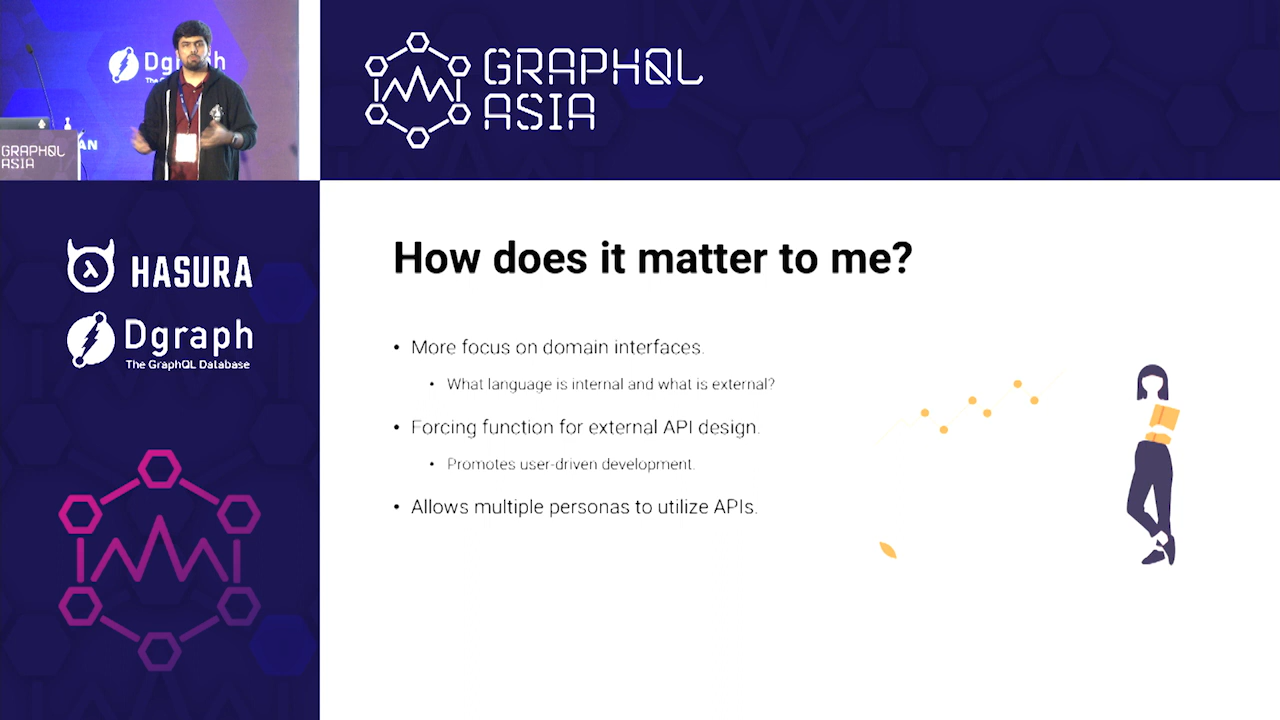 Dgraph
AN
GRAPHQL
ASIA
GRAPHQL
ASIA
HASURA
Dgraph
The GraphQL Database
How does it matter to me?
• More focus on domain interfaces.
• What language is internal and what is external?
• Forcing function for external API design.
• Promotes user-driven development.
• Allows multiple personas to utilize APIs.